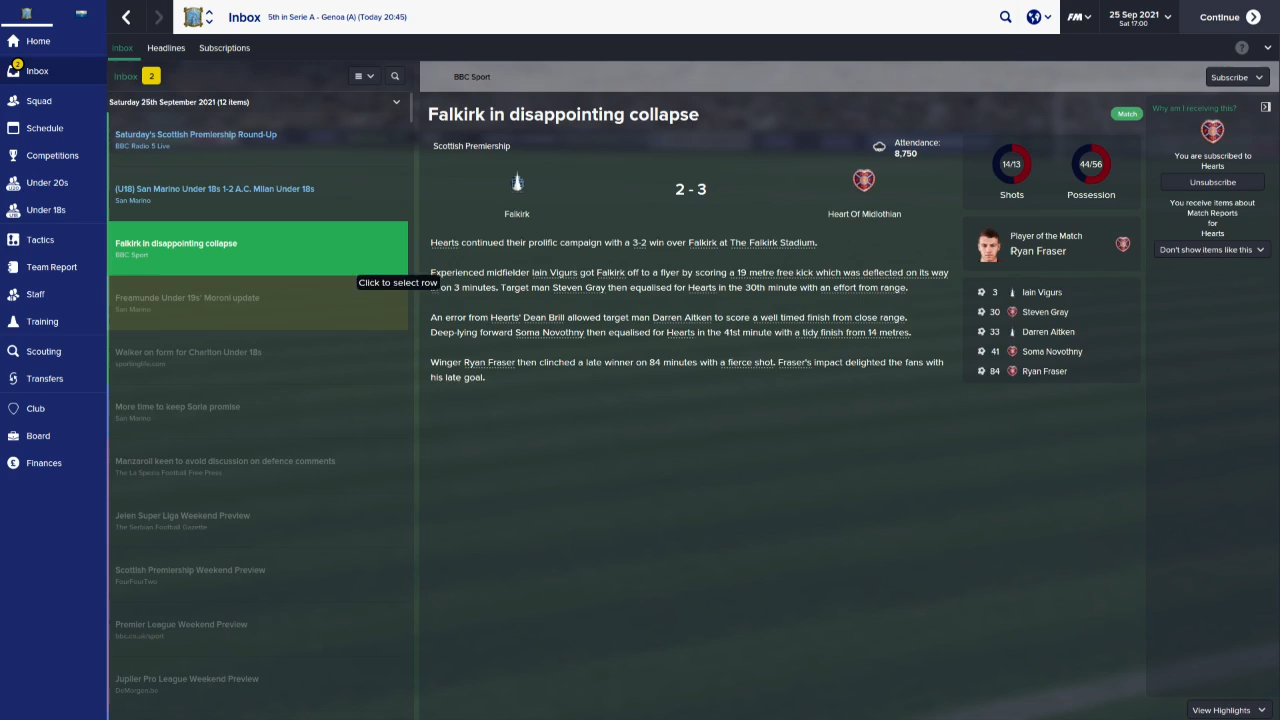 Inbox
5th in Serie A - Genoa (A) (Today 20:45)
FM
25 Sep 2021
Sat 17:00
Continue
Home
2
Inbox
Squad
Schedule
Competitions
Under 20s
Under 18s
Tactics
Team Report
Staff
Training
Scouting
Transfers
Club
Board
Finances
Inbox Headlines Subscriptions
?
Inbox 2
Saturday 25th September 2021 (12 items)
Saturday's Scottish Premiership Round-Up
BBC Radio 5 Live
(U18) San Marino Under 18s 1-2 A.C. Milan Under 18s
San Marino
Falkirk in disappointing collapse
BBC Sport
Click to select row
Freamunde Under 19s' Moroni update
San Marino
Walker on form for Charlton Under 18s
sportinglife.com
More time to keep Soria promise
San Marino
Manzaroli keen to avoid discussion on defence comments
The La Spezia Football Free Press
Jelen Super Liga Weekend Preview
The Serbian Football Gazette
Scottish Premiership Weekend Preview
FourFourTwo
Premier League Weekend Preview
bbc.co.uk/sport
Jupiler Pro League Weekend Preview
DeMorgen.be
BBC Sport
Subscribe
Falkirk in disappointing collapse
Match
Scottish Premiership
Attendance:
8,750
2 - 3
Falkirk
Heart Of Midlothian
Hearts continued their prolific campaign with a 3-2 win over Falkirk at The Falkirk Stadium.
Experienced midfielder Iain Vigurs got Falkirk off to a flyer by scoring a 19 metre free kick which was deflected on its way
on 3 minutes. Target man Steven Gray then equalised for Hearts in the 30th minute with an effort from range.
An error from Hearts' Dean Brill allowed target man Darren Aitken to score a well timed finish from close range.
Deep-lying forward Soma Novothny then equalised for Hearts in the 41st minute with a tidy finish from 14 metres.
Winger Ryan Fraser then clinched a late winner on 84 minutes with a fierce shot. Fraser's impact delighted the fans with
his late goal.
14/13
44/56
Shots
Possession
Player of the Match
Ryan Fraser
3 Iain Vigurs
30 Steven Gray
33 Darren Aitken
41 Soma Novothny
84 Ryan Fraser
Why am I receiving this?
You are subscribed to
Hearts
Unsubscribe
You receive items about
Match Reports
for
Hearts
Don't show items like this
View Highlights